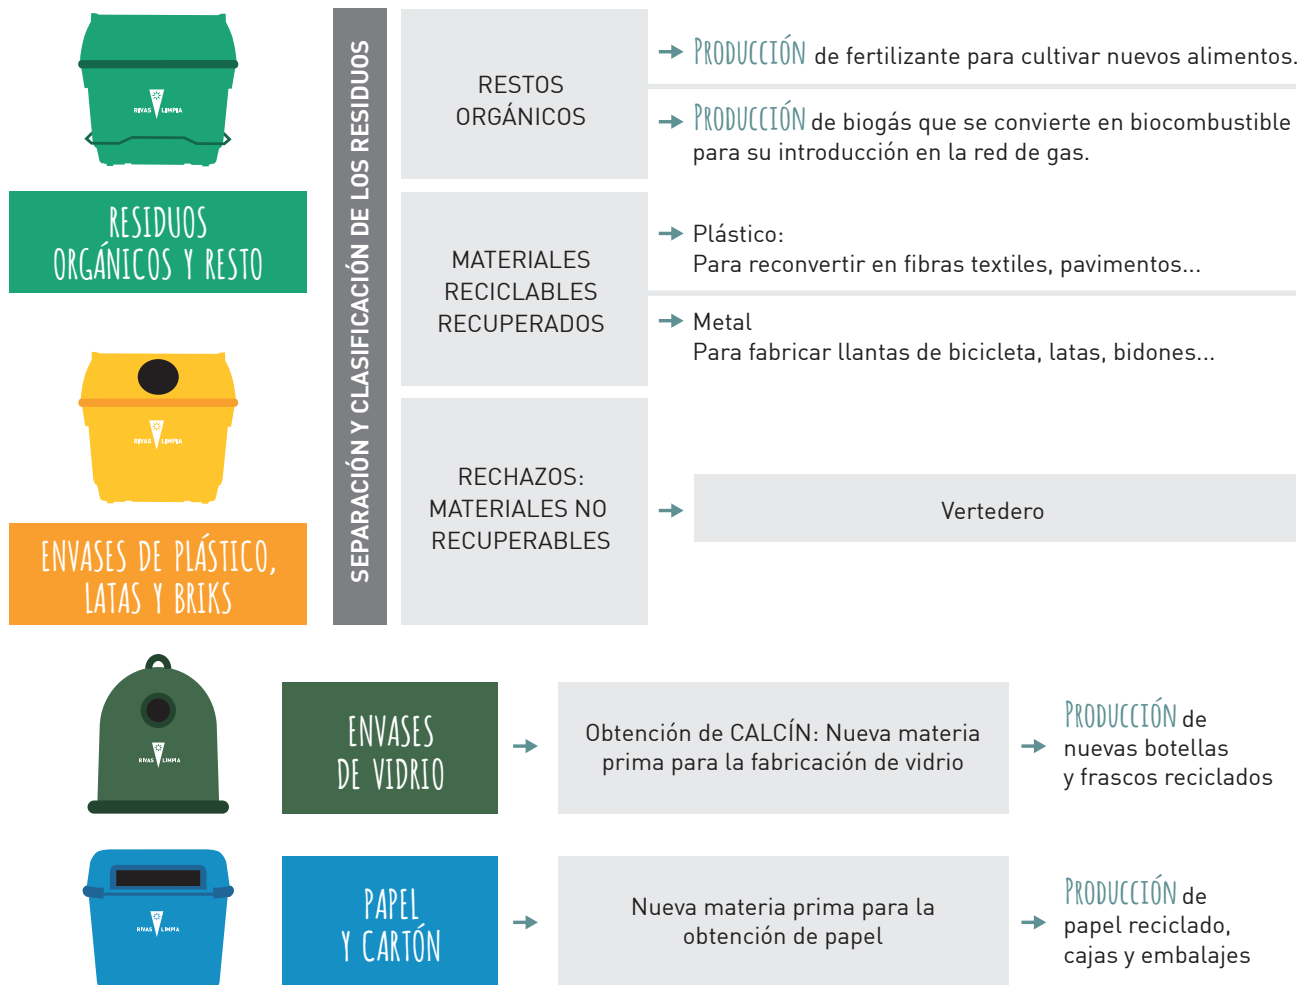 RIVAS LIMPIA
RESIDUOS
ORGÁNICOS Y RESTO
RIVAS LIMPIA
ENVASES DE PLÁSTICO,
LATAS Y BRIKS
SEPARACIÓN Y CLASIFICACIÓN DE LOS RESIDUOS
RESTOS
ORGÁNICOS
PRODUCCIÓN de fertilizante para cultivar nuevos alimentos.
PRODUCCIÓN de biogás que se convierte en biocombustible
para su introducción en la red de gas.
MATERIALES
RECICLABLES
RECUPERADOS
Plástico:
Para reconvertir en fibras textiles, pavimentos...
Metal
Para fabricar llantas de bicicleta, latas, bidones...
RECHAZOS:
MATERIALES NO
RECUPERABLES
Vertedero
RIVAS LIMPIA
ENVASES
DE VIDRIO
Obtención de CALCÍN: Nueva materia
prima para la fabricación de vidrio
PRODUCCIÓN de
nuevas botellas
y frascos reciclados
RIVAS LIMPIA
PAPEL
Y CARTÓN
Nueva materia prima para la
obtención de papel
PRODUCCIÓN de
papel reciclado,
cajas y embalajes